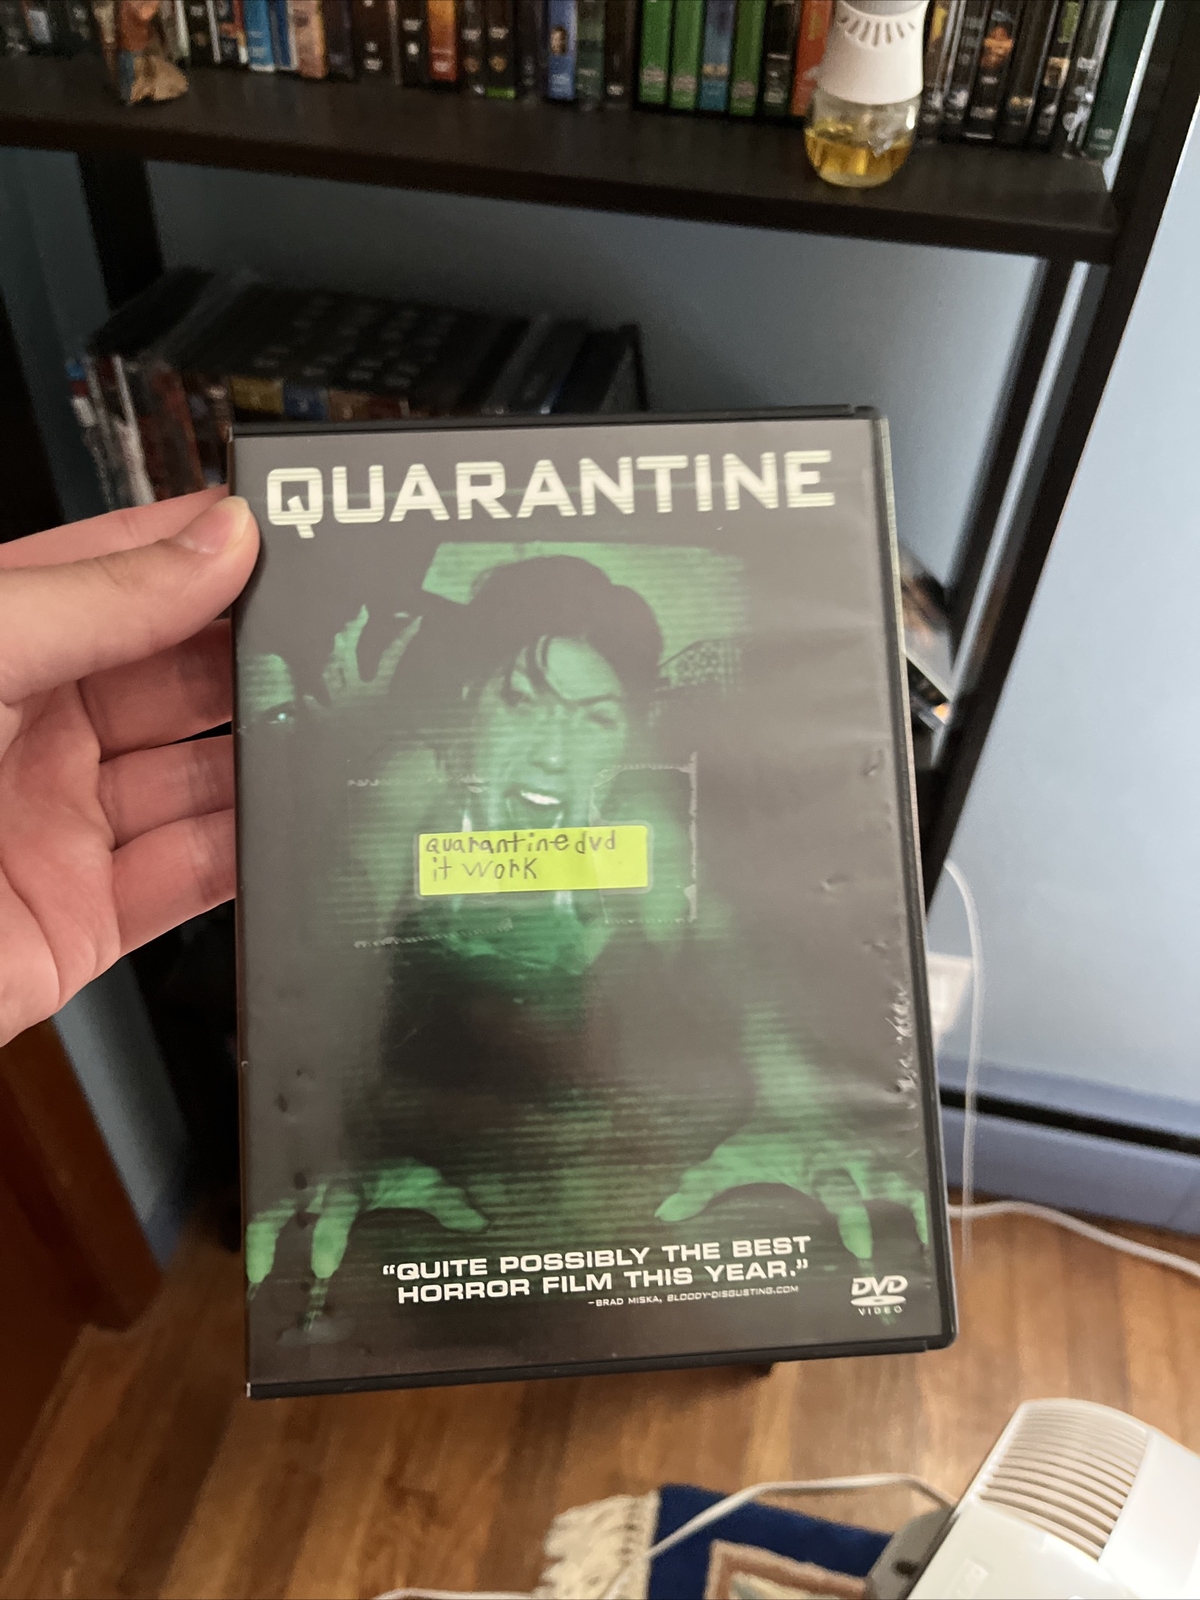 QUARANTINE
quarantine dvd
it work
“QUITE POSSIBLY THE BEST
HORROR FILM THIS YEAR.”
–BRAD MISKA, BLOODY-DISGUSTING.COM
DVD
VIDEO